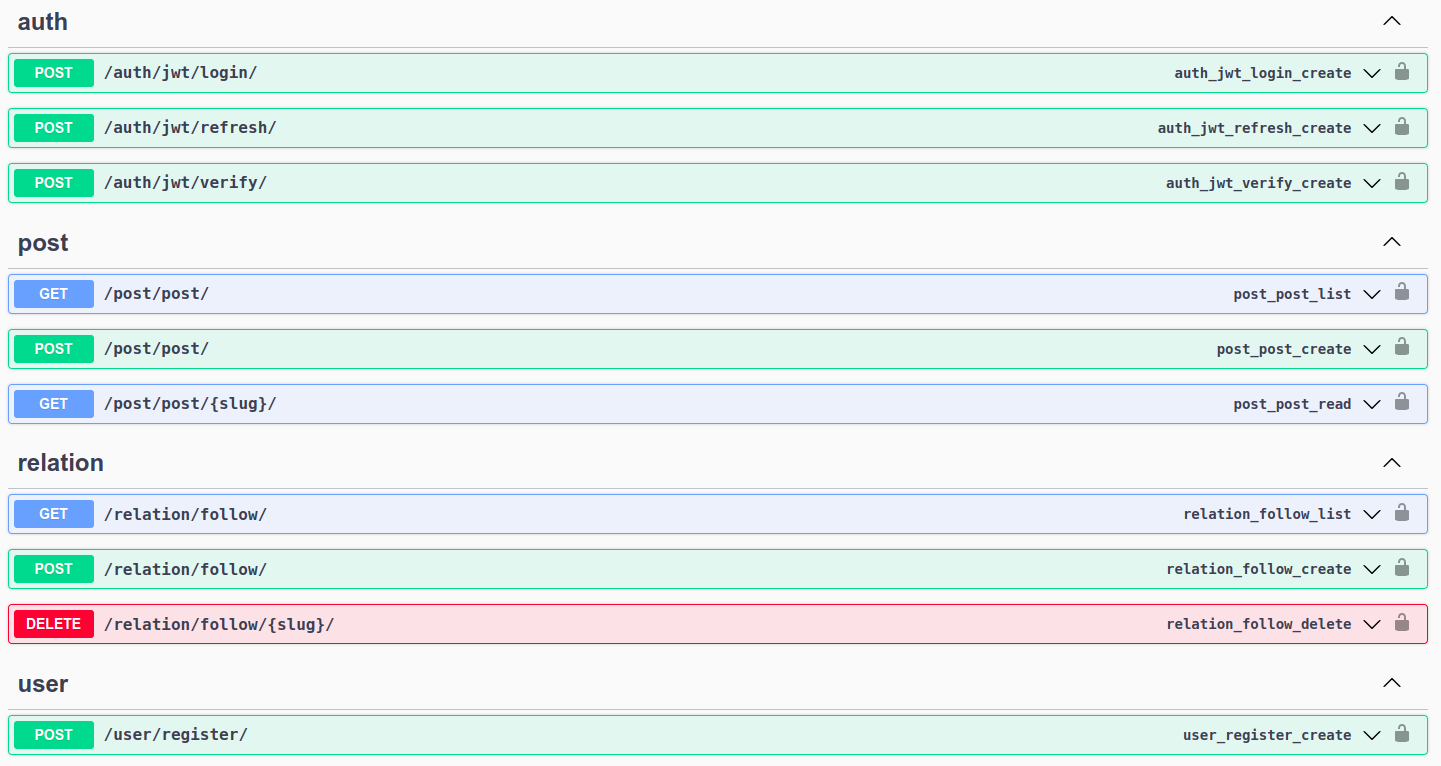 auth
POST /auth/jwt/login/ auth_jwt_login_create
POST /auth/jwt/refresh/ auth_jwt_refresh_create
POST /auth/jwt/verify/ auth_jwt_verify_create
post
GET /post/post/ post_post_list
POST /post/post/ post_post_create
GET /post/post/{slug}/ post_post_read
relation
GET /relation/follow/ relation_follow_list
POST /relation/follow/ relation_follow_create
DELETE /relation/follow/{slug}/ relation_follow_delete
user
POST /user/register/ user_register_create